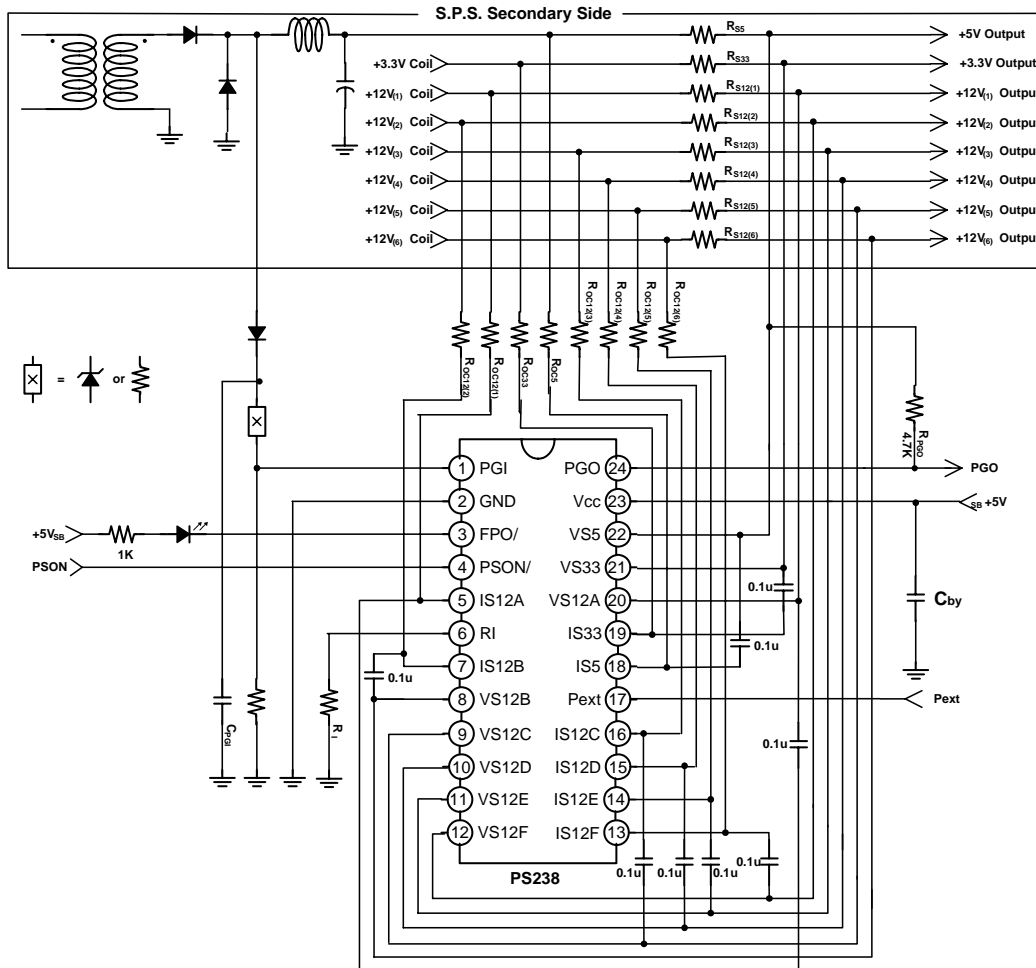 S.P.S. Secondary Side
RS5
+5V Output
+3.3V Coil
RS33
+3.3V Output
+12V(1) Coil
RS12(1)
+12V(1) Output
+12V(2) Coil
RS12(2)
+12V(2) Output
+12V(3) Coil
RS12(3)
+12V(3) Output
+12V(4) Coil
RS12(4)
+12V(4) Output
+12V(5) Coil
RS12(5)
+12V(5) Output
+12V(6) Coil
RS12(6)
+12V(6) Output
ROC12(2)
ROC12(1)
ROC33
ROC5
ROC12(3)
ROC12(4)
ROC12(5)
ROC12(6)
X = or
X
RPGO
4.7K
1 PGI PGO 24
PGO
2 GND Vcc 23
SB +5V
+5VSB
1K
3 FPO/ VS5 22
PSON
4 PSON/ VS33 21
0.1u
5 IS12A VS12A 20
Cby
6 RI IS33 19
0.1u
7 IS12B IS5 18
0.1u
8 VS12B Pext 17
Pext
CPGI
RI
9 VS12C IS12C 16
0.1u
10 VS12D IS12D 15
11 VS12E IS12E 14
12 VS12F IS12F 13
0.1u 0.1u 0.1u 0.1u
PS238